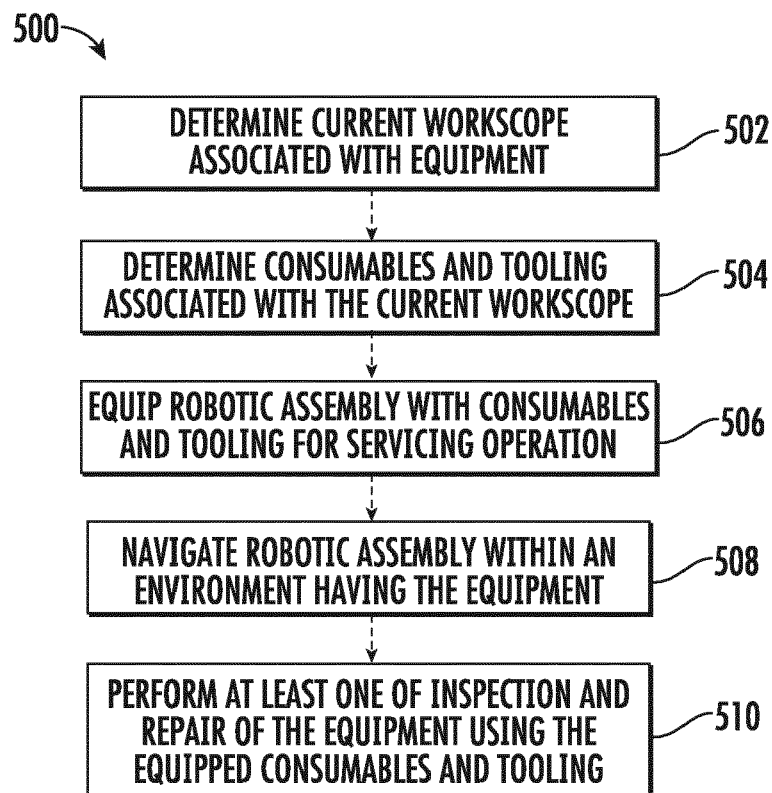 500
DETERMINE CURRENT WORKSCOPE
ASSOCIATED WITH EQUIPMENT
502
DETERMINE CONSUMABLES AND TOOLING
ASSOCIATED WITH THE CURRENT WORKSCOPE
504
EQUIP ROBOTIC ASSEMBLY WITH CONSUMABLES
AND TOOLING FOR SERVICING OPERATION
506
NAVIGATE ROBOTIC ASSEMBLY WITHIN AN
ENVIRONMENT HAVING THE EQUIPMENT
508
PERFORM AT LEAST ONE OF INSPECTION AND
REPAIR OF THE EQUIPMENT USING THE
EQUIPPED CONSUMABLES AND TOOLING
510